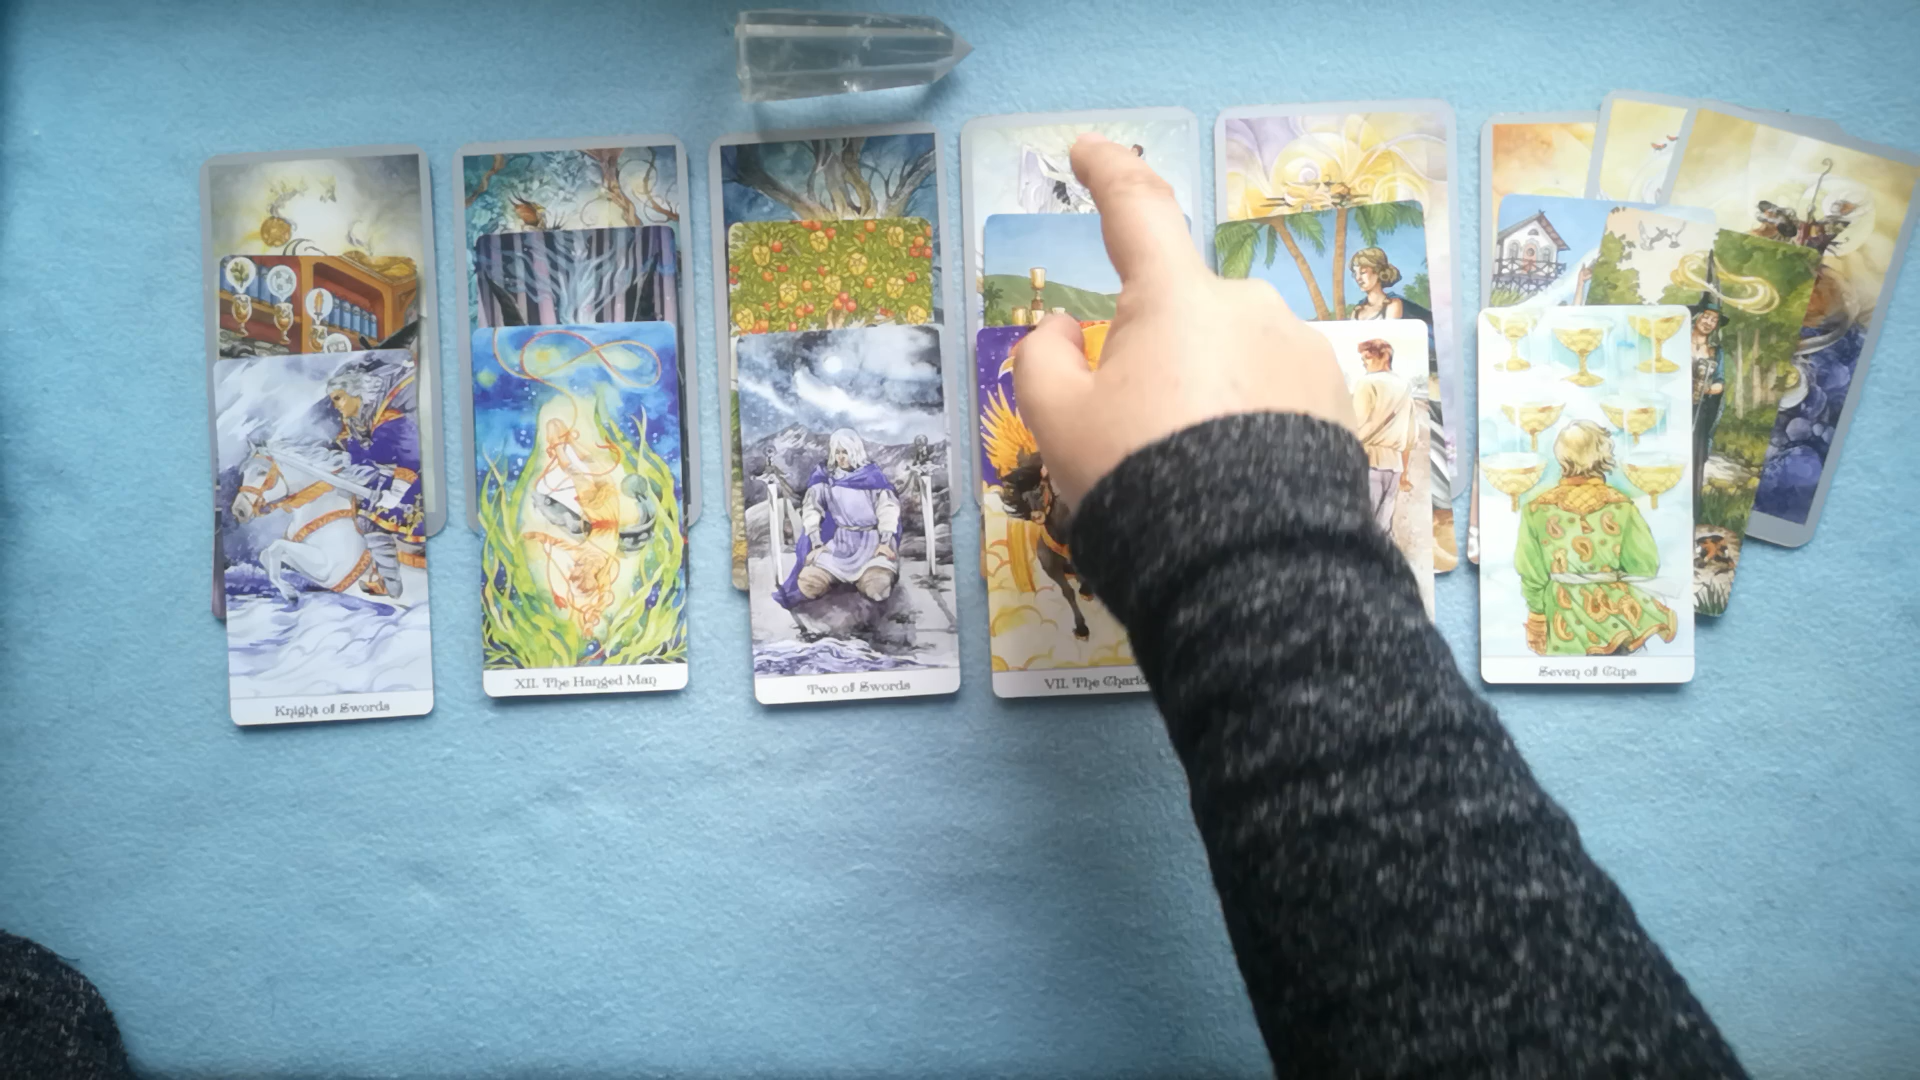 Knight of Swords
XII. The Hanged Man
Two of Swords
VII. The Chario
Seven of Cups